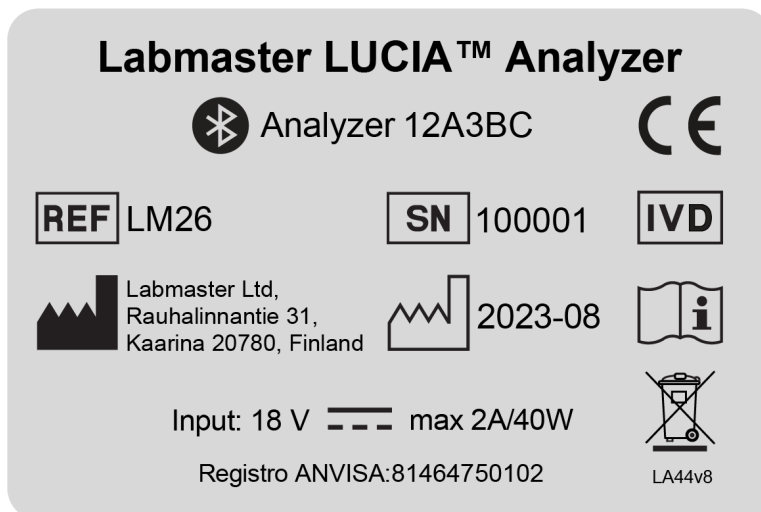 Labmaster LUCIA™ Analyzer
Analyzer 12A3BC
CE
REF LM26
SN 100001
IVD
Labmaster Ltd,
Rauhalinnantie 31,
Kaarina 20780, Finland
2023-08
i
Input: 18 V max 2A/40W
Registro ANVISA:81464750102
LA44v8